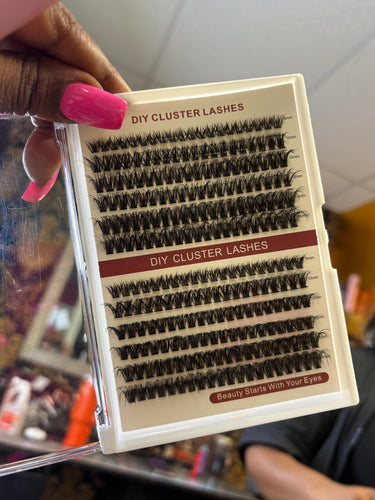 DIY CLUSTER LASHES
DIY CLUSTER LASHES
Beauty Starts With Your Eyes